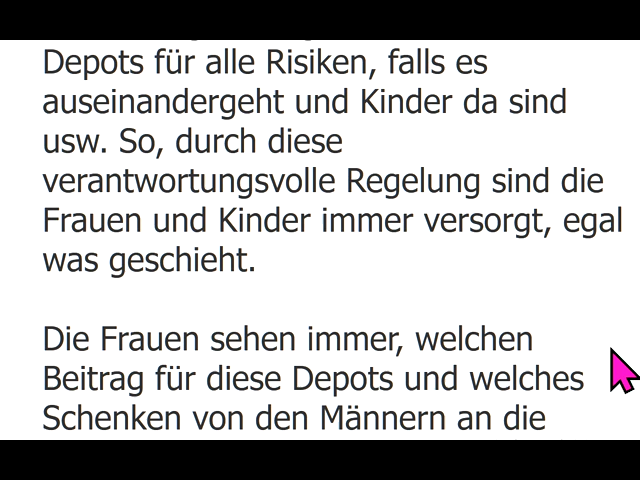 Depots für alle Risiken, falls es
auseinandergeht und Kinder da sind
usw. So, durch diese
verantwortungsvolle Regelung sind die
Frauen und Kinder immer versorgt, egal
was geschieht.
Die Frauen sehen immer, welchen
Beitrag für diese Depots und welches
Schenken von den Männern an die